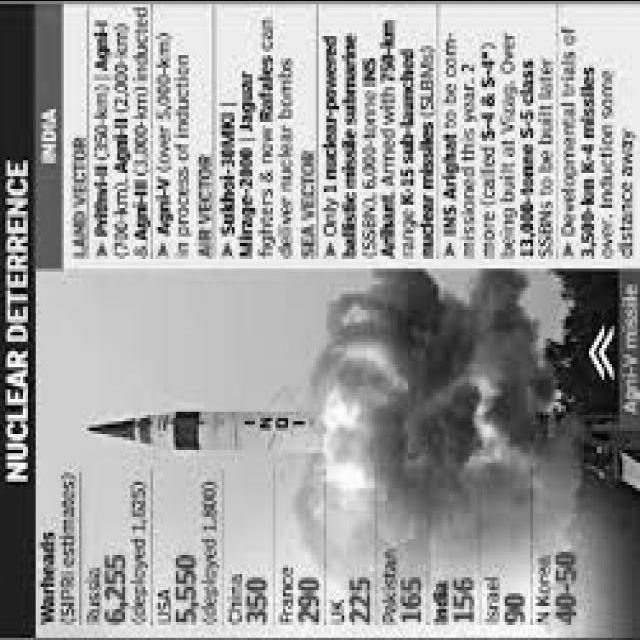 NUCLEAR DETERRENCE
Warheads
(SIPRI estimates)
Russia
6,255
(deployed 1,625)
USA
5,550
(deployed 1,800)
China
350
France
290
UK
225
Pakistan
165
India
156
Israel
90
N Korea
40-50
INDIA
LAND VECTOR
➤ Prithvi-II (350-km) | Agni-I
(700-km), Agni-II (2,000-km)
& Agni-III (3,000-km) inducted
➤ Agni-V (over 5,000-km)
in process of induction
AIR VECTOR
➤ Sukhoi-30MKI |
Mirage-2000 | Jaguar
fighters & now Rafales can
deliver nuclear bombs
SEA VECTOR
➤ Only 1 nuclear-powered
ballistic missile submarine
(SSBN), 6,000-tonne INS
Arihant. Armed with 750-km
range K-15 sub-launched
nuclear missiles (SLBMs)
➤ INS Arighat to be com-
missioned this year. 2
more (called S-4 & S-4*)
being built at Vizag. Over
13,000-tonne S-5 class
SSBNs to be built later
➤ Developmental trials of
3,500-km K-4 missiles
over. Induction some
distance away
INDI
Agni-V missile